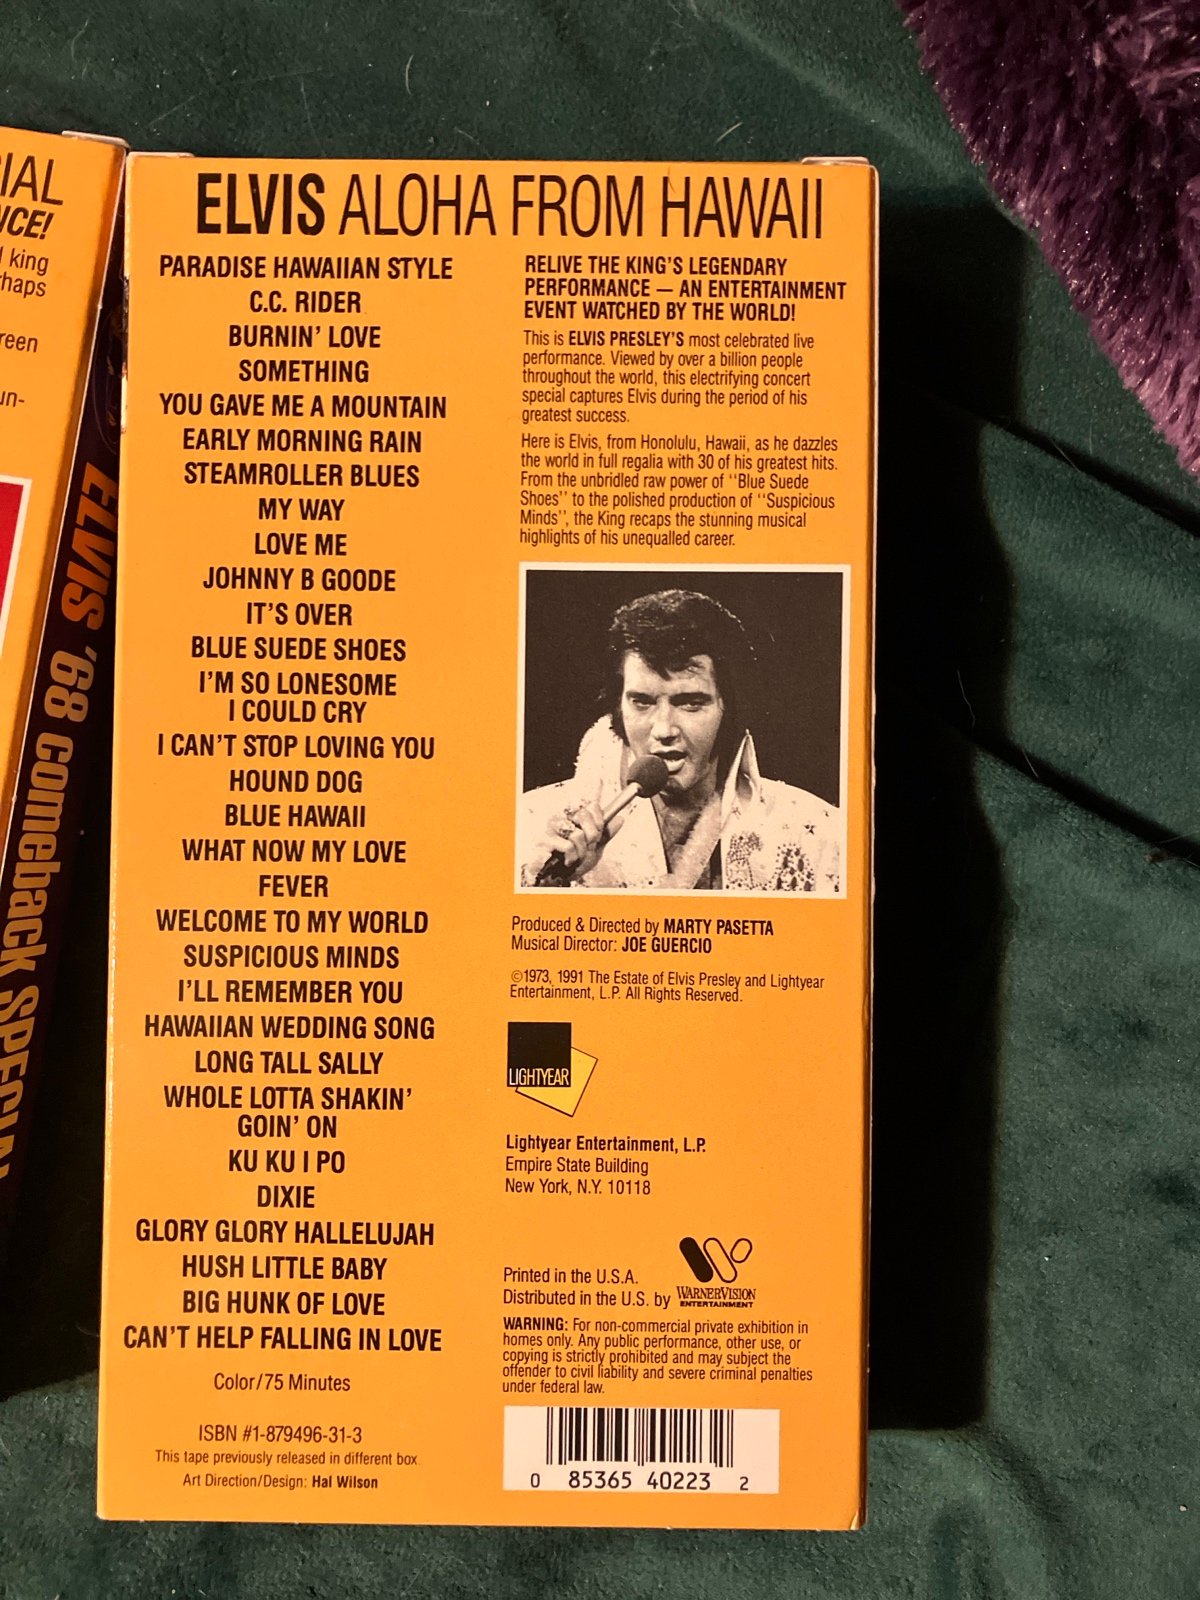 IAL
NCE!
king
rhaps
reen
un-
ELVIS '68 comeback SPECIAL
ELVIS ALOHA FROM HAWAII
PARADISE HAWAIIAN STYLE
C.C. RIDER
BURNIN' LOVE
SOMETHING
YOU GAVE ME A MOUNTAIN
EARLY MORNING RAIN
STEAMROLLER BLUES
MY WAY
LOVE ME
JOHNNY B GOODE
IT'S OVER
BLUE SUEDE SHOES
I'M SO LONESOME
I COULD CRY
I CAN'T STOP LOVING YOU
HOUND DOG
BLUE HAWAII
WHAT NOW MY LOVE
FEVER
WELCOME TO MY WORLD
SUSPICIOUS MINDS
I'LL REMEMBER YOU
HAWAIIAN WEDDING SONG
LONG TALL SALLY
WHOLE LOTTA SHAKIN'
GOIN' ON
KU KU I PO
DIXIE
GLORY GLORY HALLELUJAH
HUSH LITTLE BABY
BIG HUNK OF LOVE
CAN'T HELP FALLING IN LOVE
Color/75 Minutes
ISBN #1-879496-31-3
This tape previously released in different box.
Art Direction/Design: Hal Wilson
RELIVE THE KING'S LEGENDARY
PERFORMANCE — AN ENTERTAINMENT
EVENT WATCHED BY THE WORLD!
This is ELVIS PRESLEY'S most celebrated live
performance. Viewed by over a billion people
throughout the world, this electrifying concert
special captures Elvis during the period of his
greatest success.
Here is Elvis, from Honolulu, Hawaii, as he dazzles
the world in full regalia with 30 of his greatest hits.
From the unbridled raw power of "Blue Suede
Shoes" to the polished production of "Suspicious
Minds", the King recaps the stunning musical
highlights of his unequalled career.
Produced & Directed by MARTY PASETTA
Musical Director: JOE GUERCIO
©1973, 1991 The Estate of Elvis Presley and Lightyear
Entertainment, L.P. All Rights Reserved.
LIGHTYEAR
Lightyear Entertainment, L.P.
Empire State Building
New York, N.Y. 10118
Printed in the U.S.A.
Distributed in the U.S. by WARNERVISION
ENTERTAINMENT
WARNING: For non-commercial private exhibition in
homes only. Any public performance, other use, or
copying is strictly prohibited and may subject the
offender to civil liability and severe criminal penalties
under federal law.
0 85365 40223 2